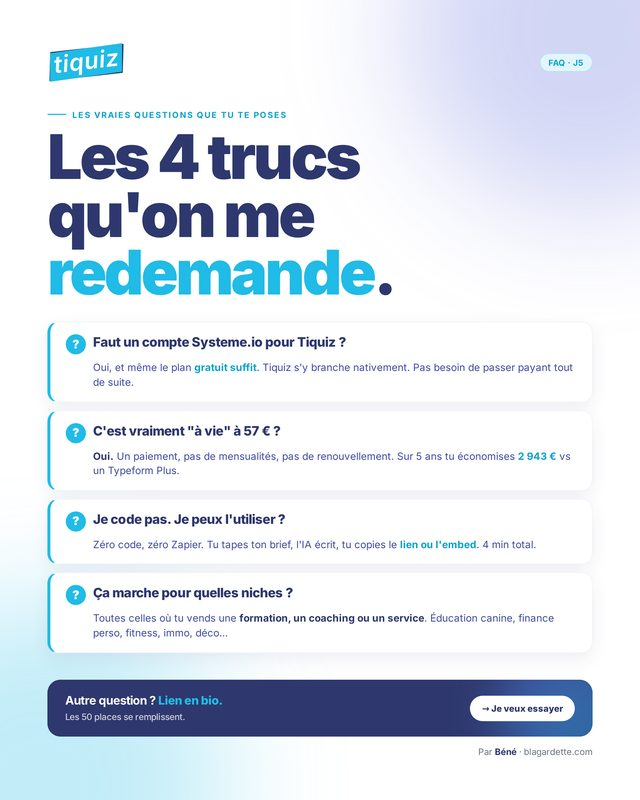 tiquiz
FAQ · J5
LES VRAIES QUESTIONS QUE TU TE POSES
Les 4 trucs
qu'on me
redemande.
? Faut un compte Systeme.io pour Tiquiz ?
Oui, et même le plan gratuit suffit. Tiquiz s'y branche nativement. Pas besoin de passer payant tout
de suite.
? C'est vraiment "à vie" à 57 € ?
Oui. Un paiement, pas de mensualités, pas de renouvellement. Sur 5 ans tu économises 2 943 € vs
un Typeform Plus.
? Je code pas. Je peux l'utiliser ?
Zéro code, zéro Zapier. Tu tapes ton brief, l'IA écrit, tu copies le lien ou l'embed. 4 min total.
? Ça marche pour quelles niches ?
Toutes celles où tu vends une formation, un coaching ou un service. Éducation canine, finance
perso, fitness, immo, déco…
Autre question ? Lien en bio.
Les 50 places se remplissent.
→ Je veux essayer
Par Béné · blagardette.com